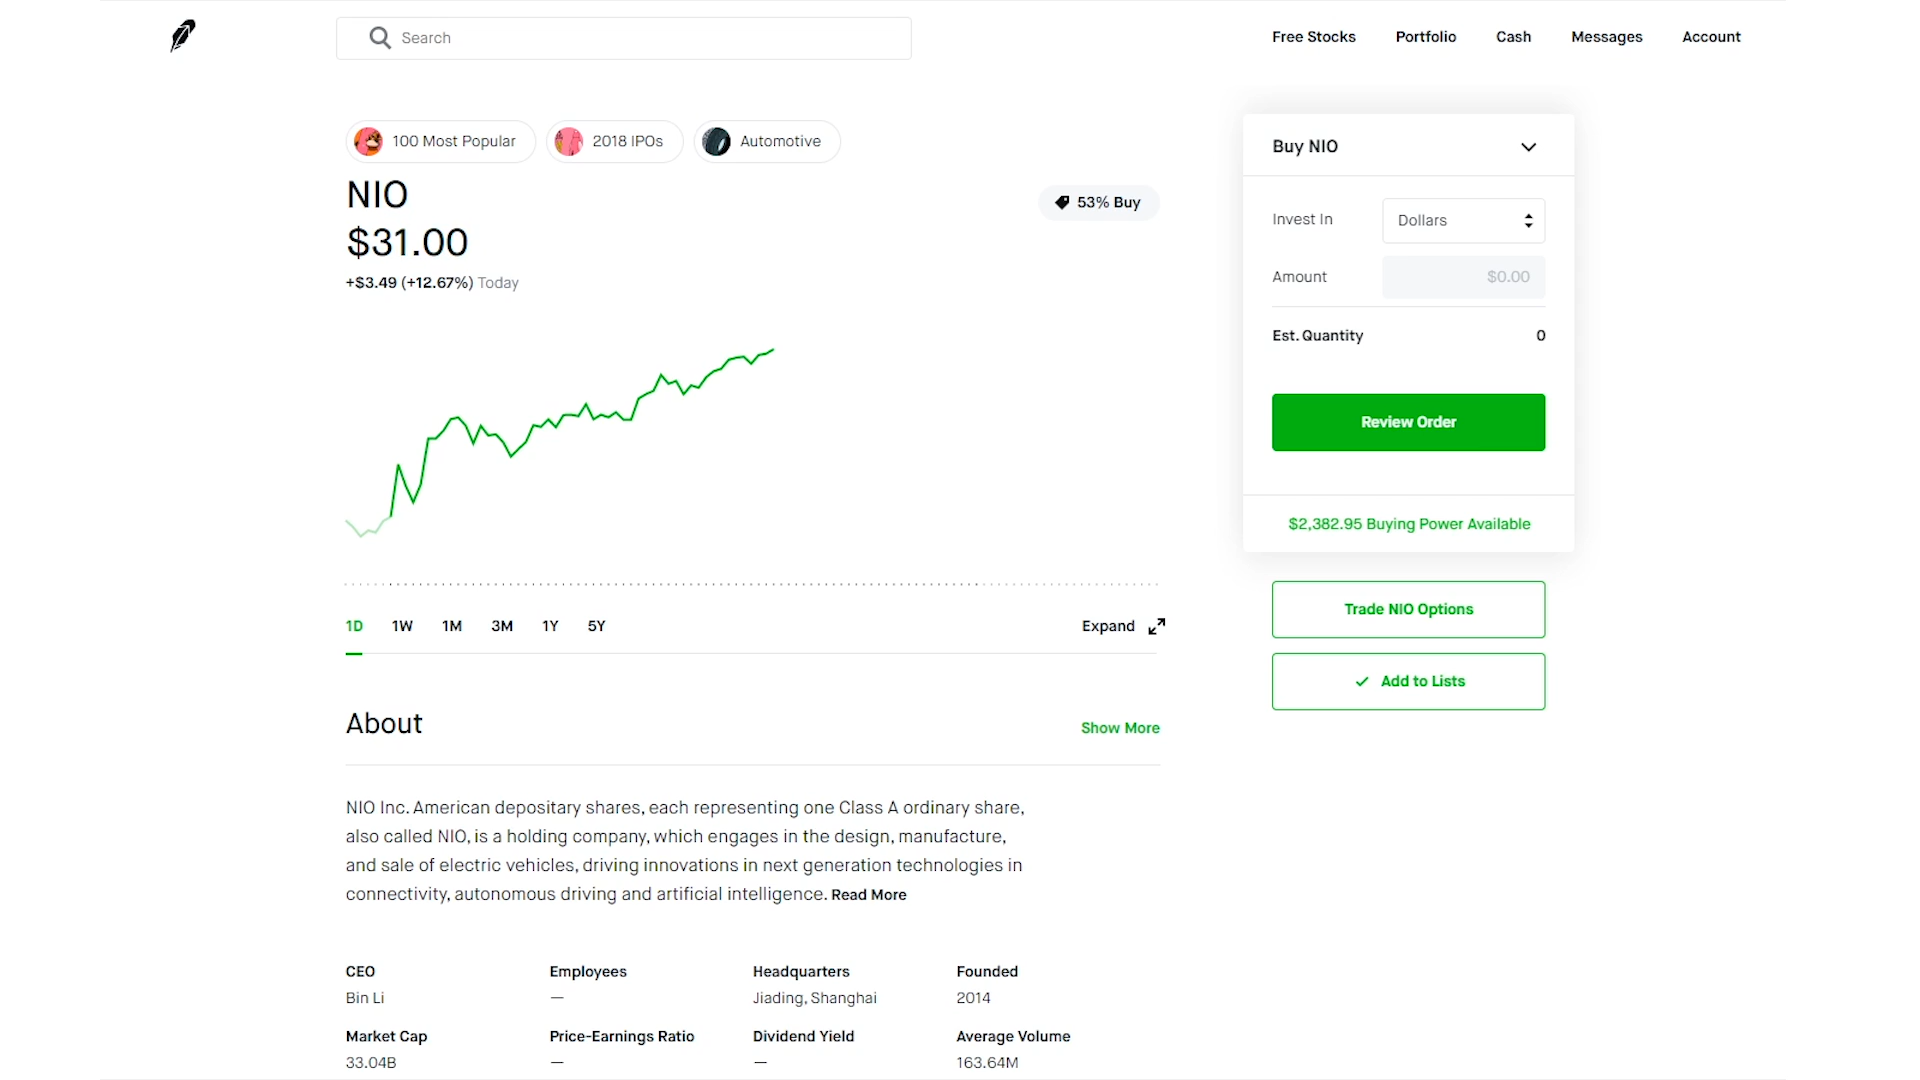 Search
Free Stocks
Portfolio
Cash
Messages
Account
100 Most Popular
2018 IPOs
Automotive
NIO
$31.00
+$3.49 (+12.67%) Today
53% Buy
1D
1W
1M
3M
1Y
5Y
Expand
About
Show More
NIO Inc. American depositary shares, each representing one Class A ordinary share,
also called NIO, is a holding company, which engages in the design, manufacture,
and sale of electric vehicles, driving innovations in next generation technologies in
connectivity, autonomous driving and artificial intelligence. Read More
CEO
Bin Li
Employees
—
Headquarters
Jiading, Shanghai
Founded
2014
Market Cap
33.04B
Price-Earnings Ratio
—
Dividend Yield
—
Average Volume
163.64M
Buy NIO
Invest In
Dollars
Amount
$0.00
Est. Quantity
0
Review Order
$2,382.95 Buying Power Available
Trade NIO Options
Add to Lists